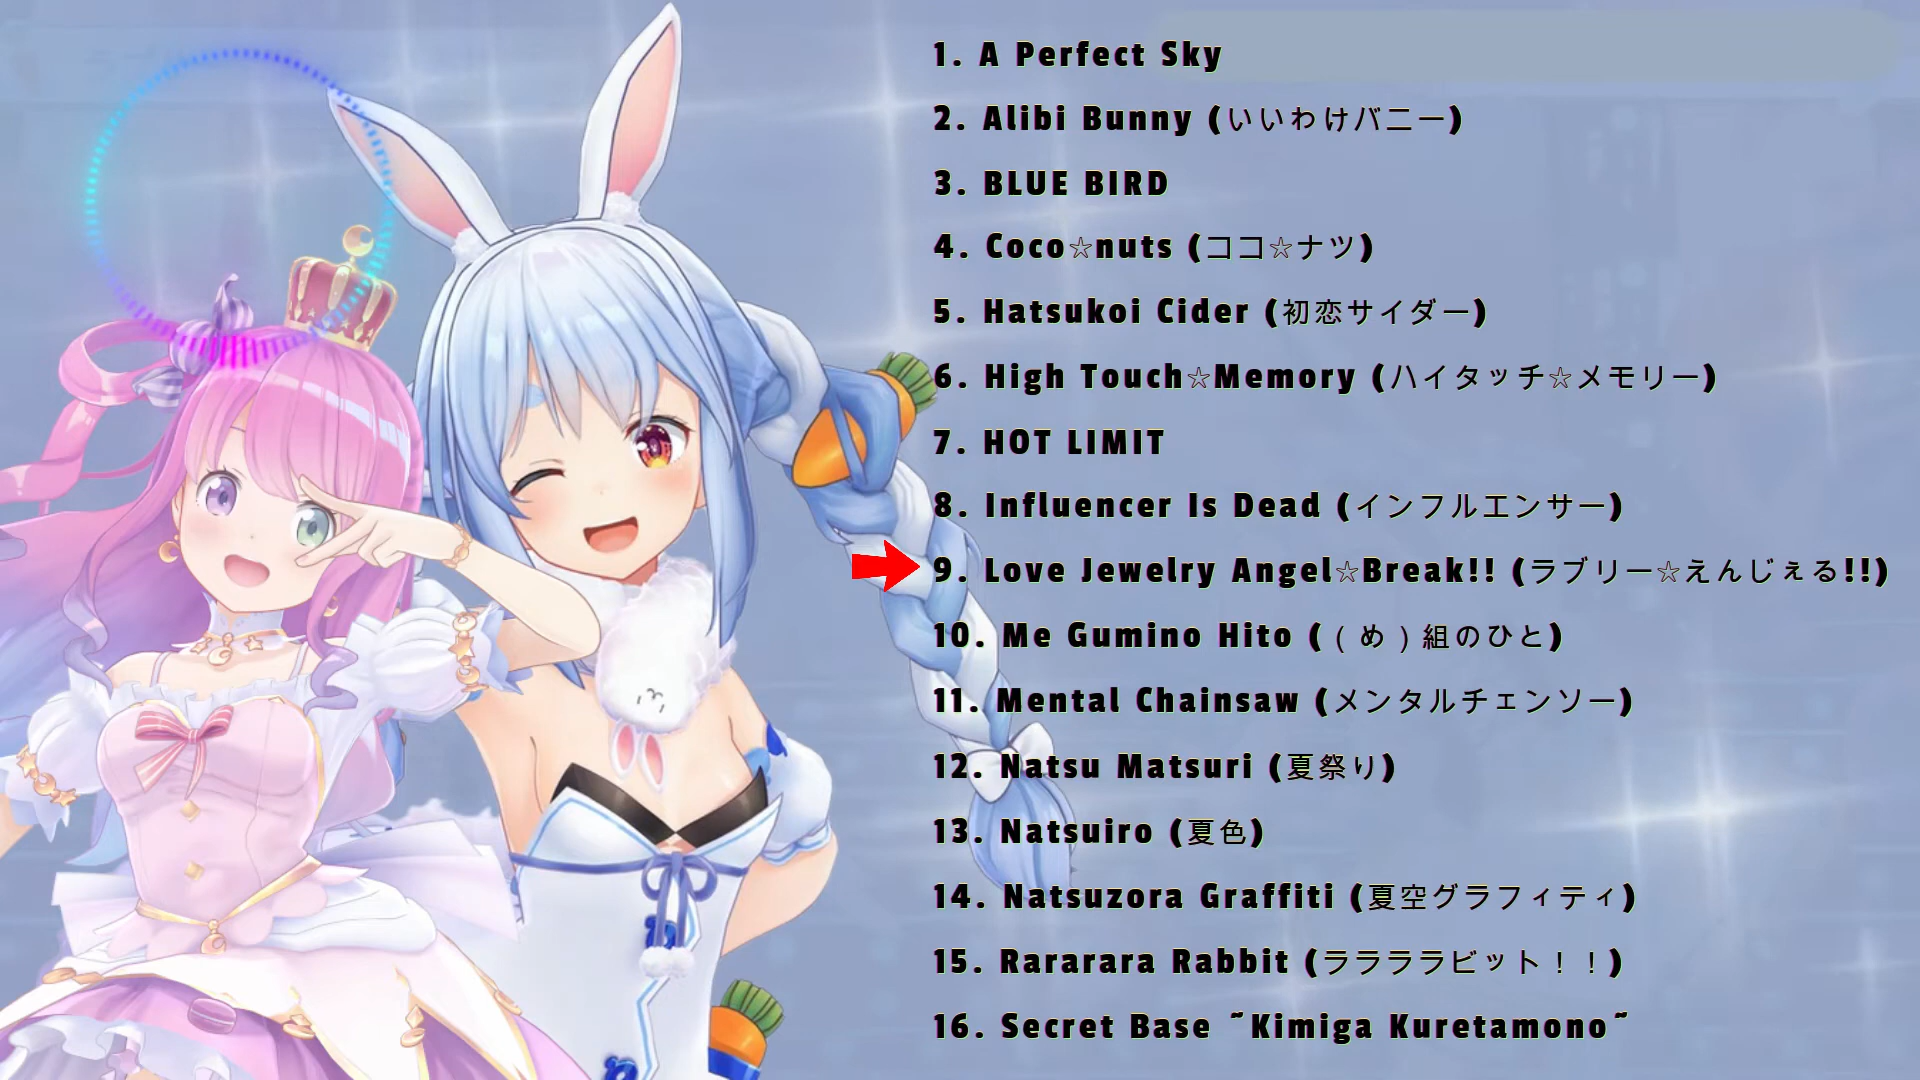 1. A Perfect Sky
2. Alibi Bunny (いいわけバニー)
3. BLUE BIRD
4. Coco☆nuts (ココ☆ナツ)
5. Hatsukoi Cider (初恋サイダー)
6. High Touch☆Memory (ハイタッチ☆メモリー)
7. HOT LIMIT
8. Influencer Is Dead (インフルエンサー)
9. Love Jewelry Angel☆Break!! (ラブリー☆えんじぇる!!)
10. Me Gumino Hito (（め）組のひと)
11. Mental Chainsaw (メンタルチェンソー)
12. Natsu Matsuri (夏祭り)
13. Natsuiro (夏色)
14. Natsuzora Graffiti (夏空グラフィティ)
15. Rararara Rabbit (ララララビット！！)
16. Secret Base ~Kimiga Kuretamono~